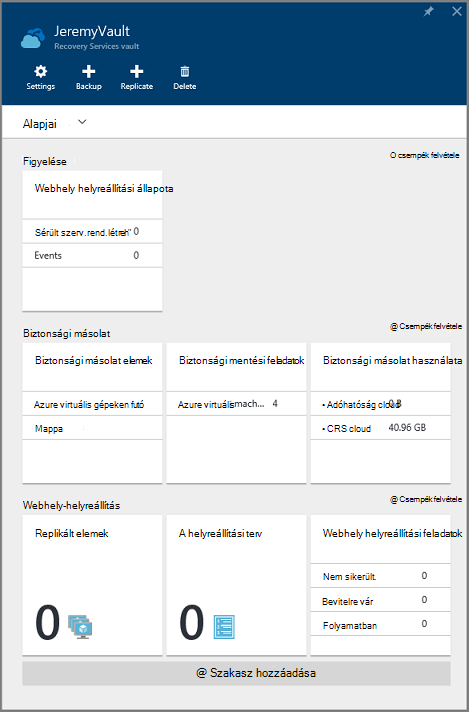 JeremyVault
Recovery Services vault
Settings
Backup
Replicate
Delete
Alapjai
Figyelése
O csempék felvétele
Webhely helyreállítási állapota
Sérült szerv.rend.létreh" 0
Events 0
Biztonsági másolat
@ Csempék felvétele
Biztonsági másolat elemek
Azure virtuális gépeken futó
Mappa
Biztonsági mentési feladatok
Azure virtuális mach... 4
Biztonsági másolat használata
• Adóhatóság cloud 0 B
• CRS cloud 40.96 GB
Webhely-helyreállítás
@ Csempék felvétele
Replikált elemek
0
A helyreállítási terv
0
Webhely helyreállítási feladatok
Nem sikerült. 0
Bevitelre vár 0
Folyamatban 0
@ Szakasz hozzáadása